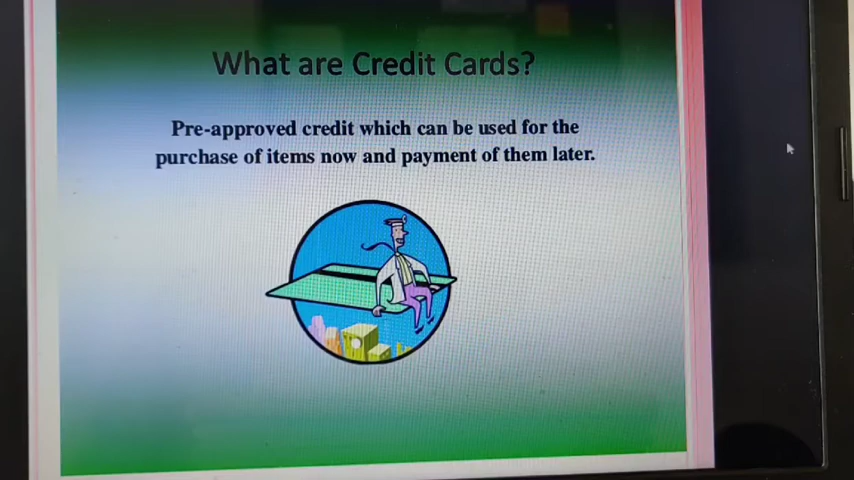 What are Credit Cards?
Pre-approved credit which can be used for the
purchase of items now and payment of them later.